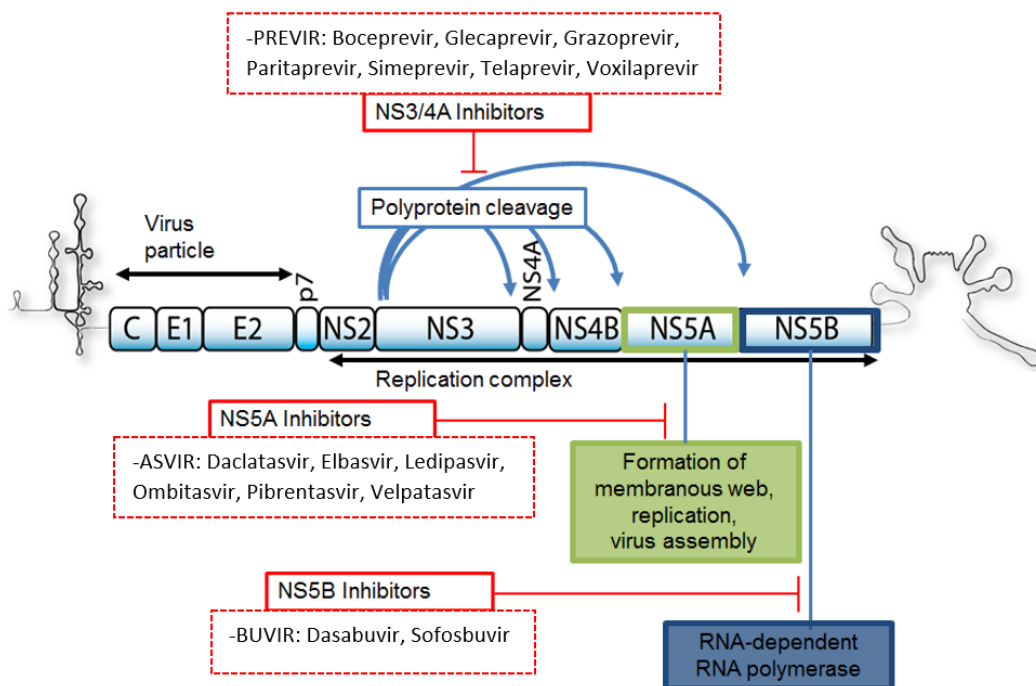 -PREVIR: Boceprevir, Glecaprevir, Grazoprevir,
Paritaprevir, Simeprevir, Telaprevir, Voxilaprevir
NS3/4A Inhibitors
Polyprotein cleavage
Virus
particle
p7
NS4A
C
E1
E2
NS2
NS3
NS4B
NS5A
NS5B
Replication complex
NS5A Inhibitors
-ASVIR: Daclatasvir, Elbasvir, Ledipasvir,
Ombitasvir, Pibrentasvir, Velpatasvir
Formation of
membranous web,
replication,
virus assembly
NS5B Inhibitors
-BUVIR: Dasabuvir, Sofosbuvir
RNA-dependent
RNA polymerase